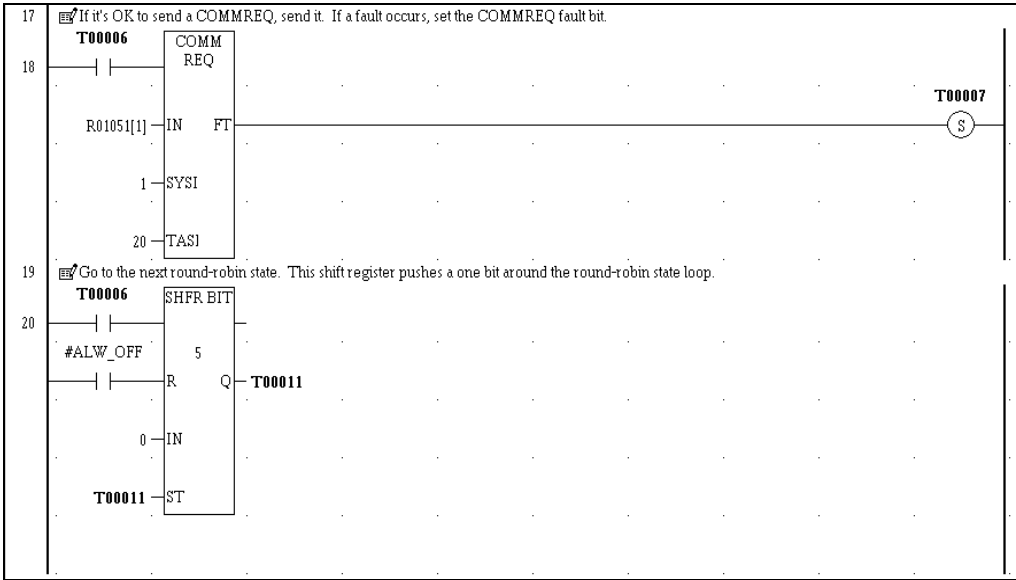 17 If it's OK to send a COMMREQ, send it. If a fault occurs, set the COMMREQ fault bit.
T00006
COMM
REQ
18
T00007
R01051[1] IN FT S
1 SYSI
20 TASI
19 Go to the next round-robin state. This shift register pushes a one bit around the round-robin state loop.
T00006
SHFR BIT
20
#ALW_OFF 5
R Q T00011
0 IN
T00011 ST